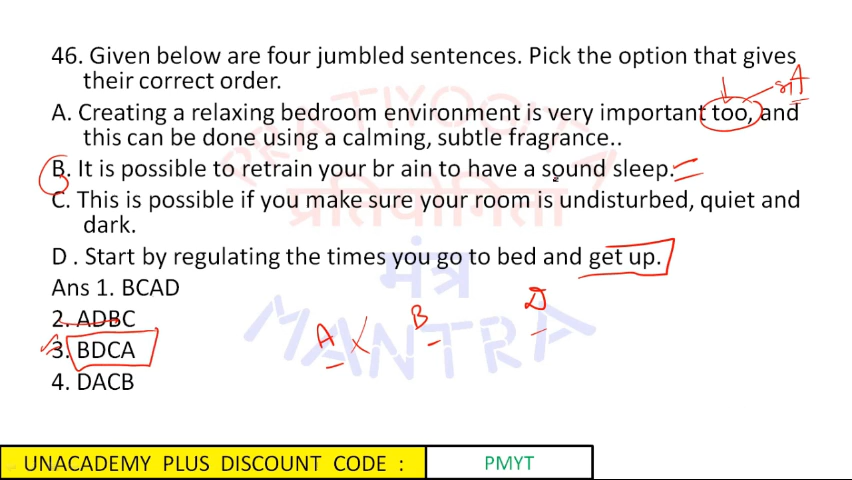 46. Given below are four jumbled sentences. Pick the option that gives
their correct order.
A. Creating a relaxing bedroom environment is very important too, and
this can be done using a calming, subtle fragrance..
B. It is possible to retrain your br ain to have a sound sleep.
C. This is possible if you make sure your room is undisturbed, quiet and
dark.
D . Start by regulating the times you go to bed and get up.
Ans 1. BCAD
2. ADBC
3. BDCA
4. DACB
A B D
A
PRATIYOGITA
प्रतियोगिता
मंत्र
MANTRA
UNACADEMY PLUS DISCOUNT CODE :
PMYT